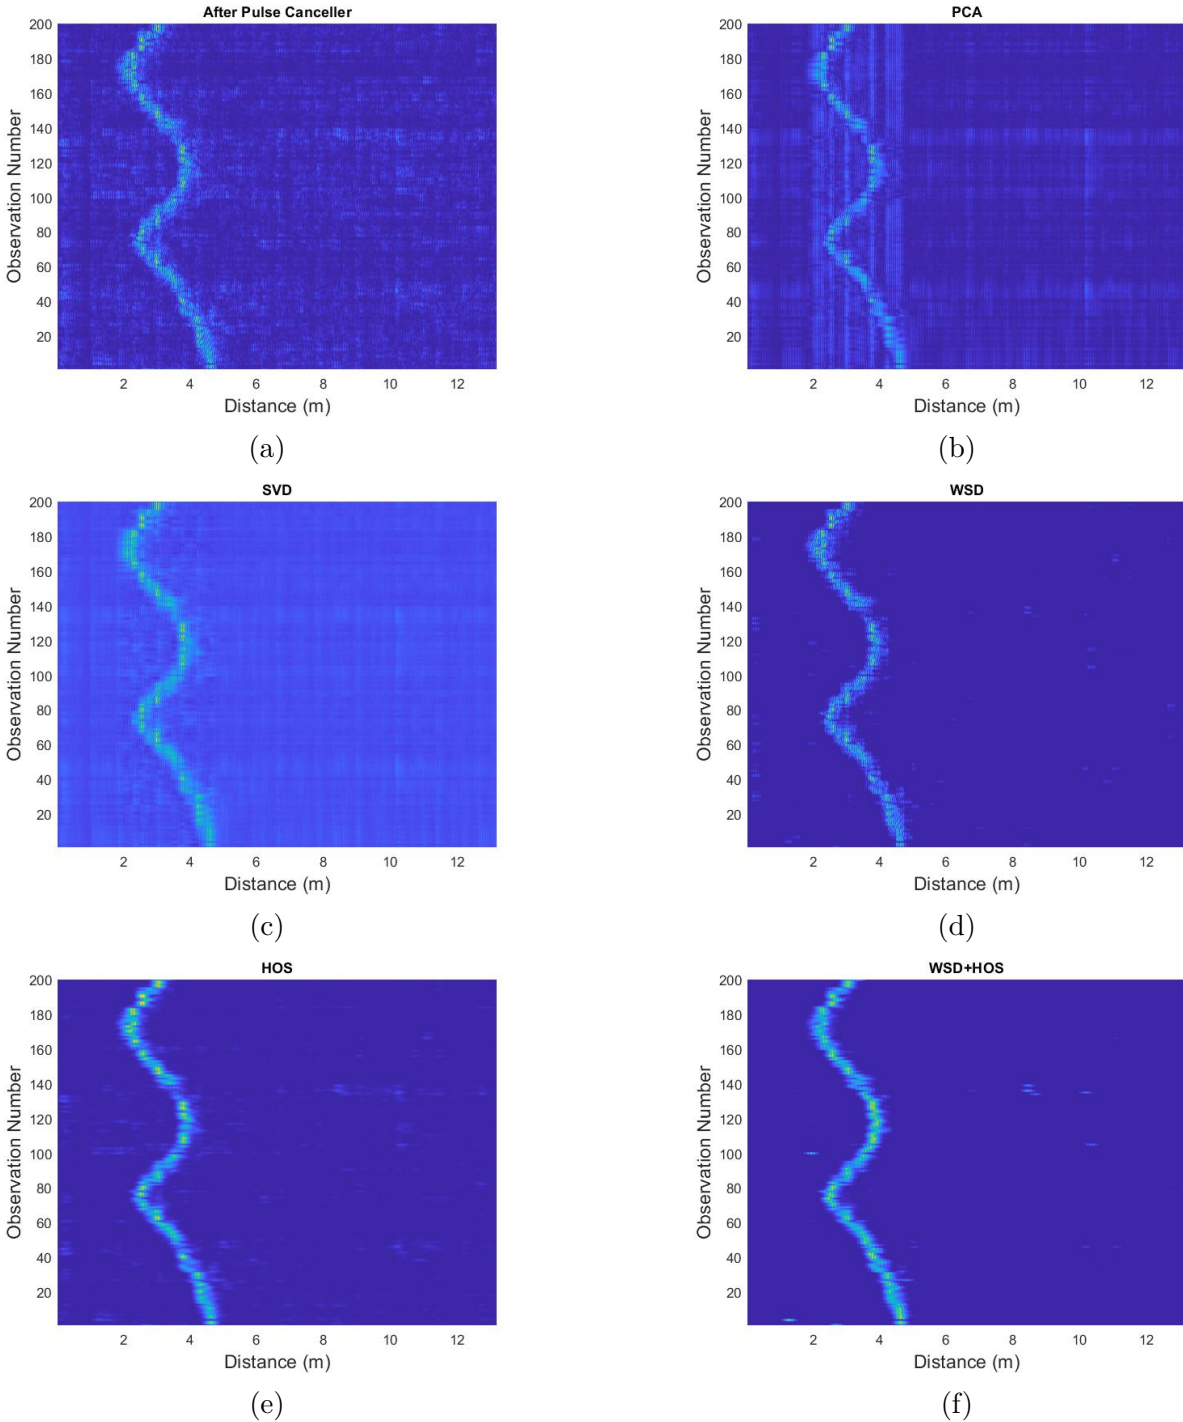 After Pulse Canceller
Observation Number
200
180
160
140
120
100
80
60
40
20
2 4 6 8 10 12
Distance (m)
(a)
PCA
Observation Number
200
180
160
140
120
100
80
60
40
20
2 4 6 8 10 12
Distance (m)
(b)
SVD
Observation Number
200
180
160
140
120
100
80
60
40
20
2 4 6 8 10 12
Distance (m)
(c)
WSD
Observation Number
200
180
160
140
120
100
80
60
40
20
2 4 6 8 10 12
Distance (m)
(d)
HOS
Observation Number
200
180
160
140
120
100
80
60
40
20
2 4 6 8 10 12
Distance (m)
(e)
WSD+HOS
Observation Number
200
180
160
140
120
100
80
60
40
20
2 4 6 8 10 12
Distance (m)
(f)